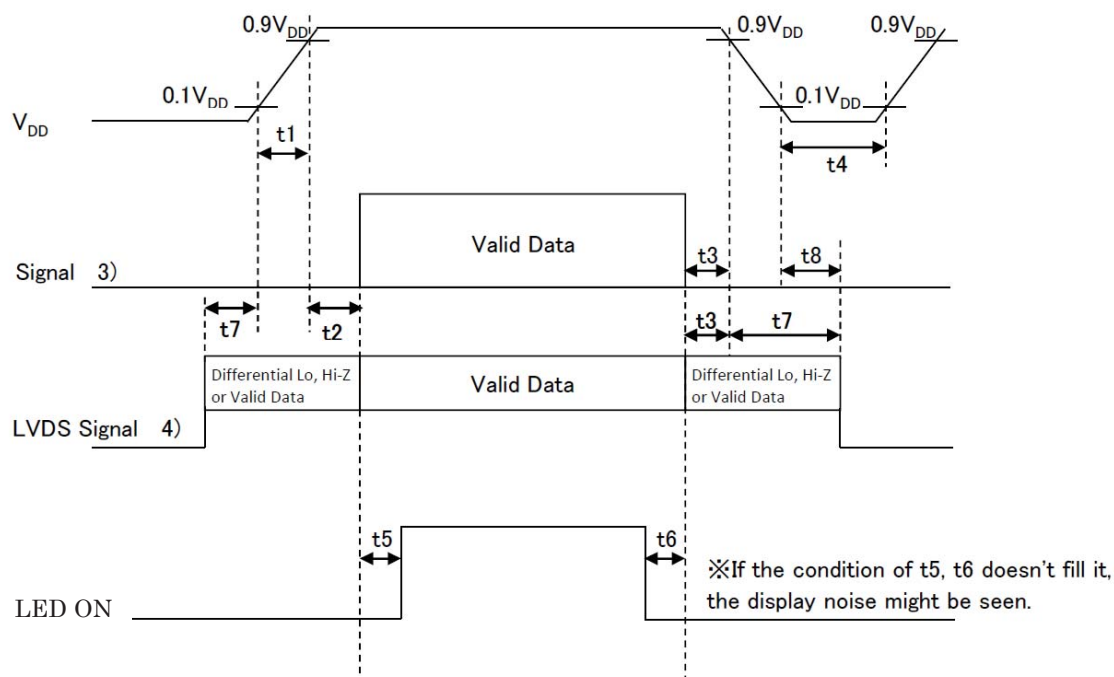 0.9VDD
0.9VDD
0.9VDD
0.1VDD
0.1VDD
VDD
t1
t4
Valid Data
Signal 3)
t3
t8
t7
t2
t3
t7
Differential Lo, Hi-Z
or Valid Data
Valid Data
Differential Lo, Hi-Z
or Valid Data
LVDS Signal 4)
t5
t6
※If the condition of t5, t6 doesn't fill it,
the display noise might be seen.
LED ON